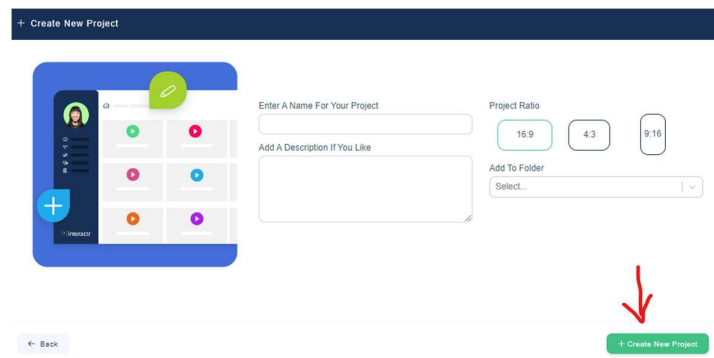 + Create New Project
Enter A Name For Your Project
Add A Description If You Like
Project Ratio
16:9
4:3
9:16
Add To Folder
Select...
interactr
← Back
+ Create New Project